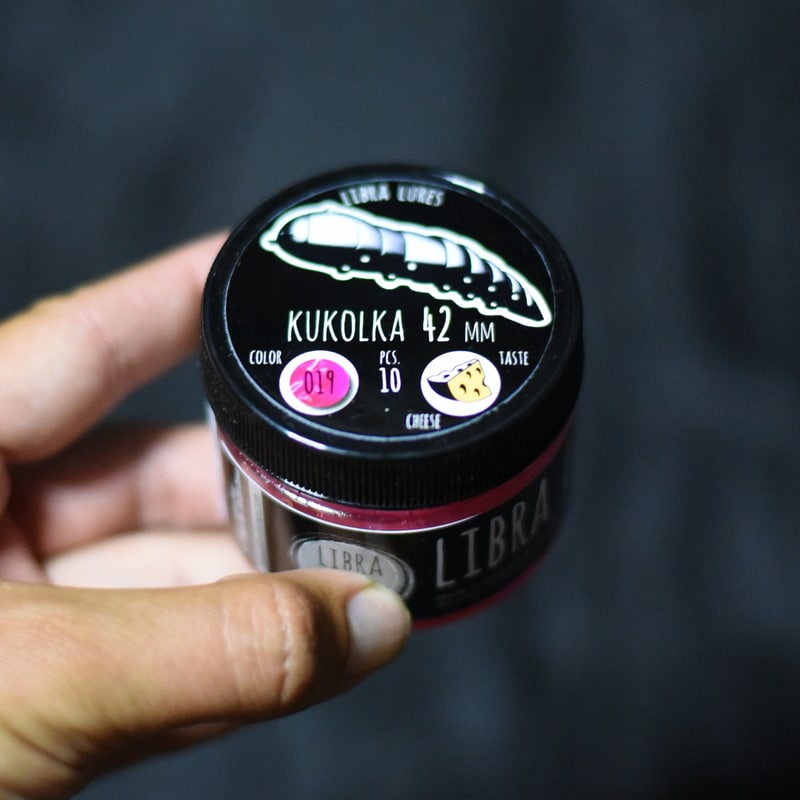 LIBRA LURES
KUKOLKA 42 MM
COLOR PCS. TASTE
019 10
CHEESE
LIBRA
LIBRA